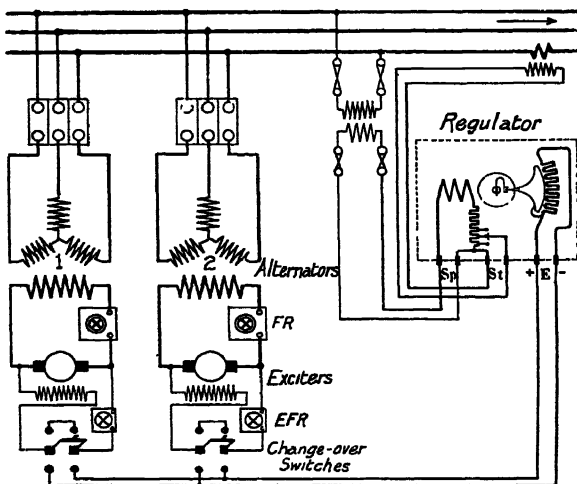 Regulator
1
2
Alternators
Sp
St
+ E -
FR
Exciters
EFR
Change-over
Switches